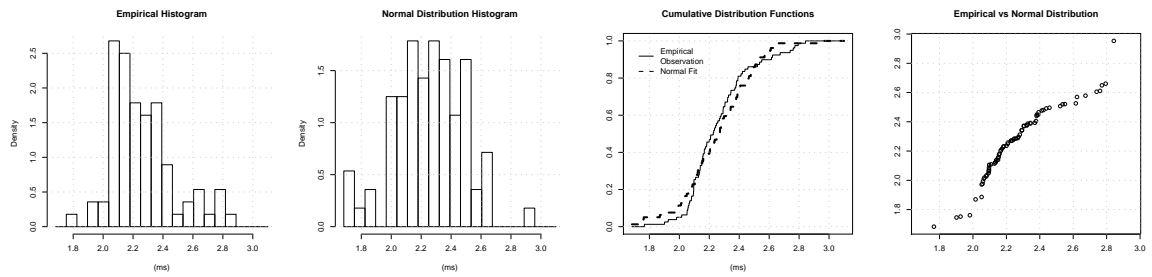 Empirical Histogram
Density
2.5
2.0
1.5
1.0
0.5
0.0
1.8 2.0 2.2 2.4 2.6 2.8 3.0
(ms)
Normal Distribution Histogram
Density
1.5
1.0
0.5
0.0
1.8 2.0 2.2 2.4 2.6 2.8 3.0
(ms)
Cumulative Distribution Functions
1.0
0.8
0.6
0.4
0.2
0.0
Empirical
Observation
Normal Fit
1.8 2.0 2.2 2.4 2.6 2.8 3.0
(ms)
Empirical vs Normal Distribution
3.0
2.8
2.6
2.4
2.2
2.0
1.8
1.8 2.0 2.2 2.4 2.6 2.8 3.0